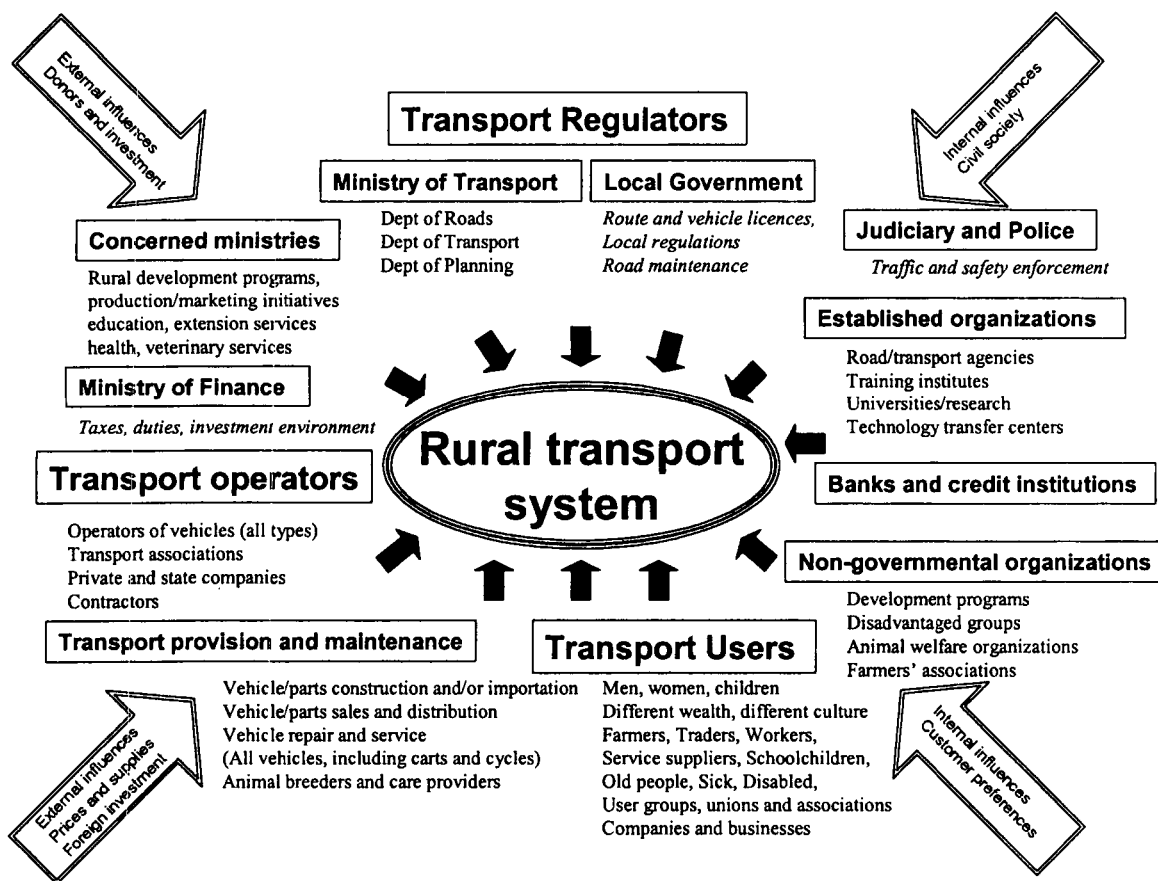 External influences
Donors and investment
Internal influences
Civil society
Transport Regulators
Ministry of Transport
Dept of Roads
Dept of Transport
Dept of Planning
Local Government
Route and vehicle licences,
Local regulations
Road maintenance
Concerned ministries
Rural development programs,
production/marketing initiatives
education, extension services
health, veterinary services
Judiciary and Police
Traffic and safety enforcement
Ministry of Finance
Taxes, duties, investment environment
Established organizations
Road/transport agencies
Training institutes
Universities/research
Technology transfer centers
Rural transport
system
Transport operators
Operators of vehicles (all types)
Transport associations
Private and state companies
Contractors
Banks and credit institutions
Non-governmental organizations
Development programs
Disadvantaged groups
Animal welfare organizations
Farmers' associations
Transport provision and maintenance
Vehicle/parts construction and/or importation
Vehicle/parts sales and distribution
Vehicle repair and service
(All vehicles, including carts and cycles)
Animal breeders and care providers
Transport Users
Men, women, children
Different wealth, different culture
Farmers, Traders, Workers,
Service suppliers, Schoolchildren,
Old people, Sick, Disabled,
User groups, unions and associations
Companies and businesses
External influences
Prices and supplies
Foreign investment
Internal influences
Customer preferences